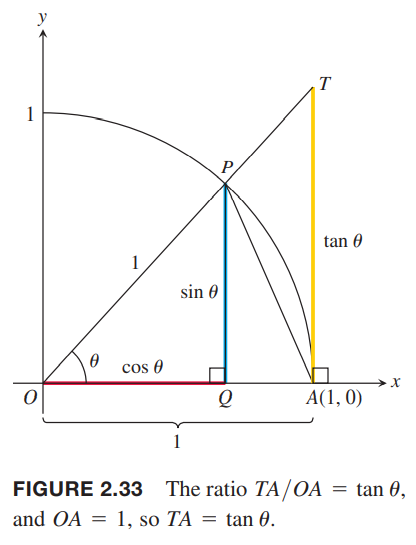 y
T
1
P
tan θ
1
sin θ
θ
cos θ
x
O
Q
A(1, 0)
1
FIGURE 2.33 The ratio TA/OA = tan θ,
and OA = 1, so TA = tan θ.